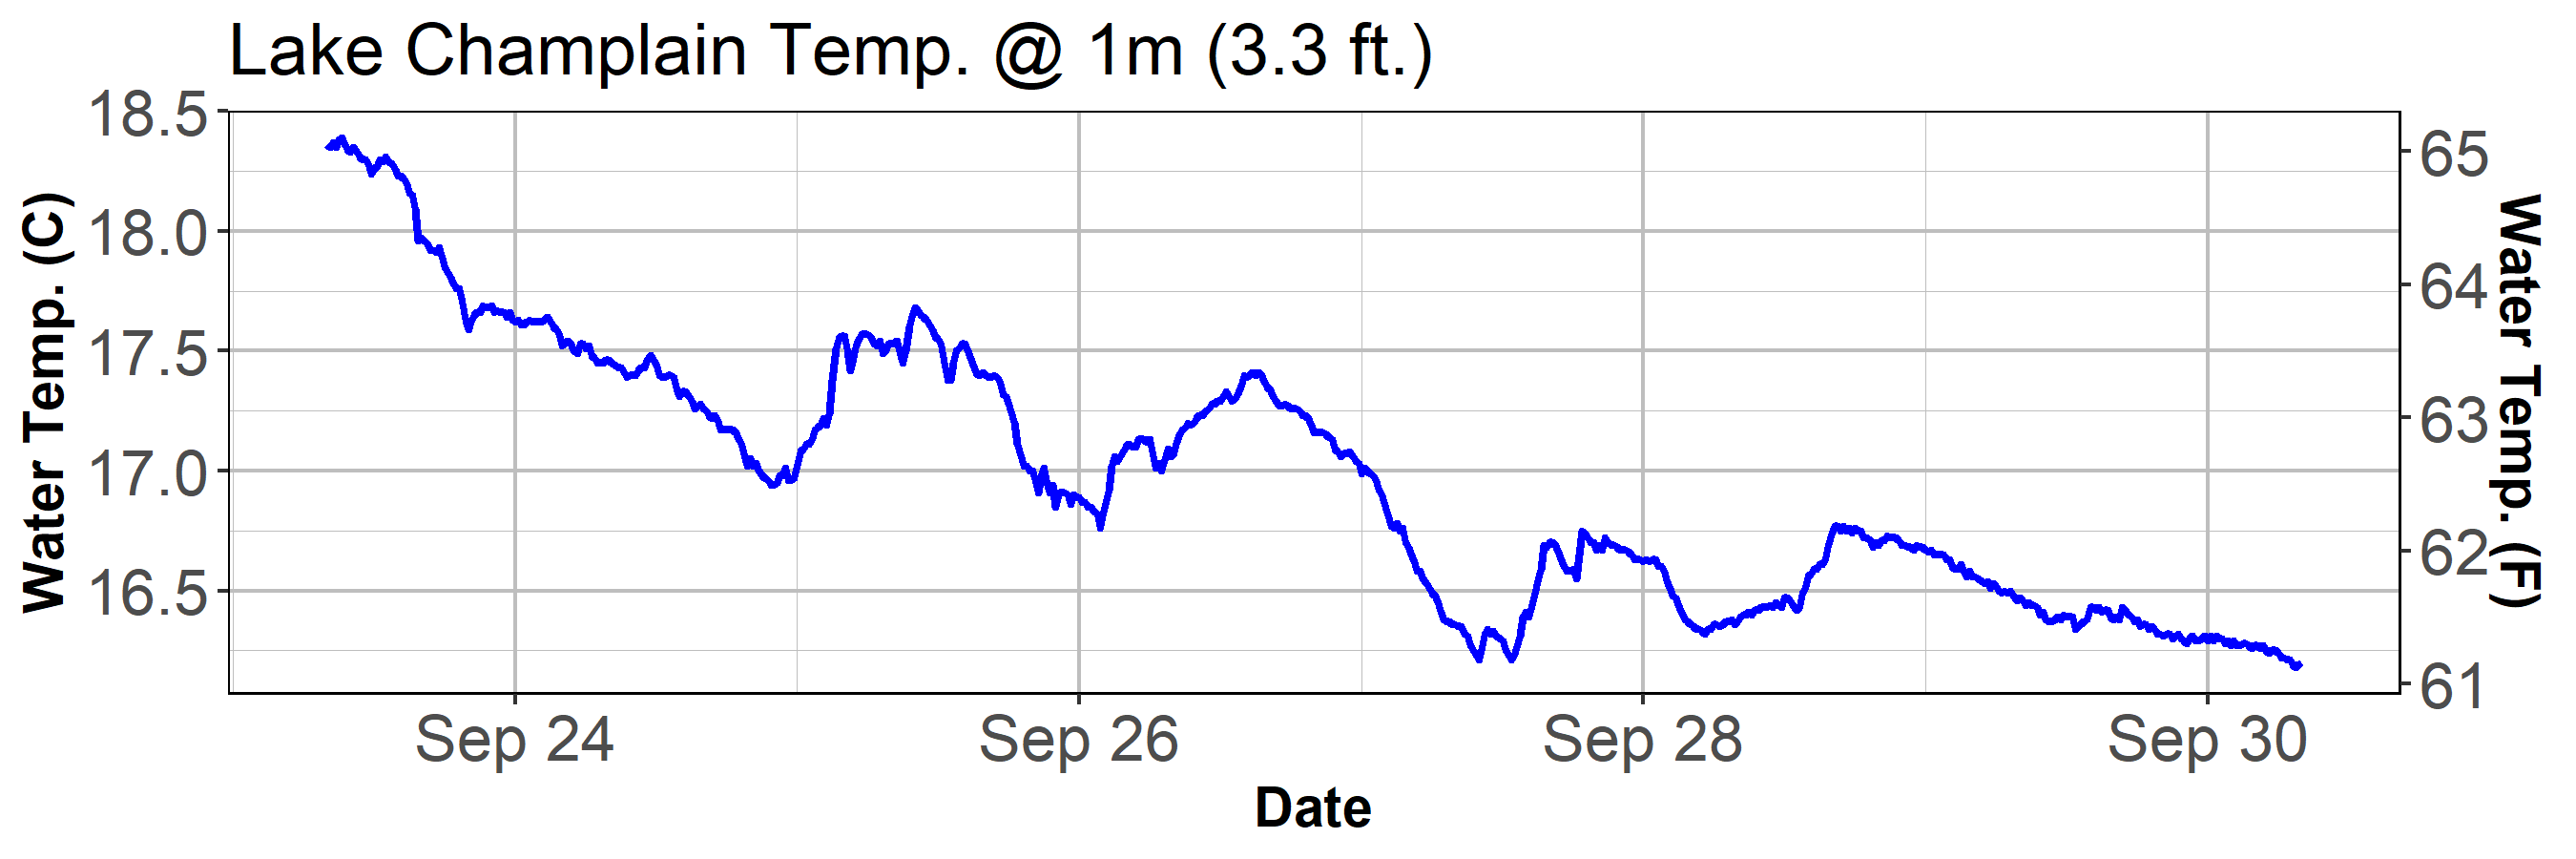 Lake Champlain Temp. @ 1m (3.3 ft.)
Water Temp. (C)
18.5
18.0
17.5
17.0
16.5
65
64
63
62
61
Water Temp. (F)
Sep 24 Sep 26 Sep 28 Sep 30
Date